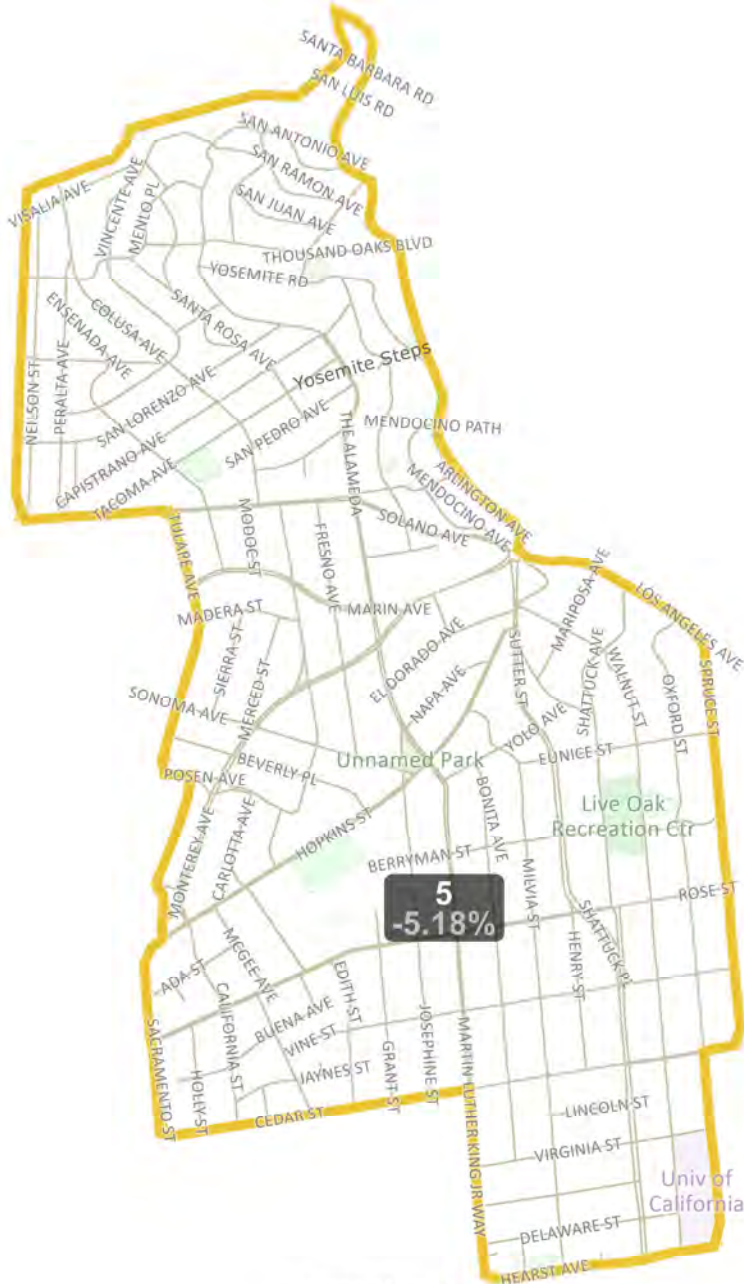 SANTA BARBARA RD
SAN LUIS RD
SAN ANTONIO AVE
SAN RAMON AVE
VISALIA AVE
VINCENTE AVE
MENLO PL
SAN JUAN AVE
THOUSAND OAKS BLVD
YOSEMITE RD
ENSENADA AVE
COLUSA AVE
SANTA ROSA AVE
NEILSON ST
PERALTA AVE
Yosemite Steps
SAN LORENZO AVE
CAPISTRANO AVE
TACOMA AVE
SAN PEDRO AVE
THE ALAMEDA
MENDOCINO PATH
ARLINGTON AVE
MENDOCINO AVE
SOLANO AVE
TULARE AVE
MODOC ST
FRESNO AVE
MARIN AVE
MADERA ST
SIERRA ST
MERCED ST
SONOMA AVE
EL DORADO AVE
NAPA AVE
SUTTER ST
MARIPOSA AVE
LOS ANGELES AVE
SHATTUCK AVE
WALNUT ST
OXFORD ST
SPRUCE ST
YOLO AVE
EUNICE ST
Unnamed Park
BEVERLY PL
POSEN AVE
Live Oak
Recreation Ctr
HOPKINS ST
BONITA AVE
MONTEREY AVE
CARLOTTA AVE
BERRYMAN ST
MILVIA ST
5
-5.18%
ROSE ST
HENRY ST
SHATTUCK PL
MCGEE AVE
ADA ST
CALIFORNIA ST
EDITH ST
BUENA AVE
VINE ST
SACRAMENTO ST
HOLLY ST
JAYNES ST
GRANT ST
JOSEPHINE ST
MARTIN LUTHER KING JR WAY
CEDAR ST
LINCOLN ST
VIRGINIA ST
Univ of
California
DELAWARE ST
HEARST AVE